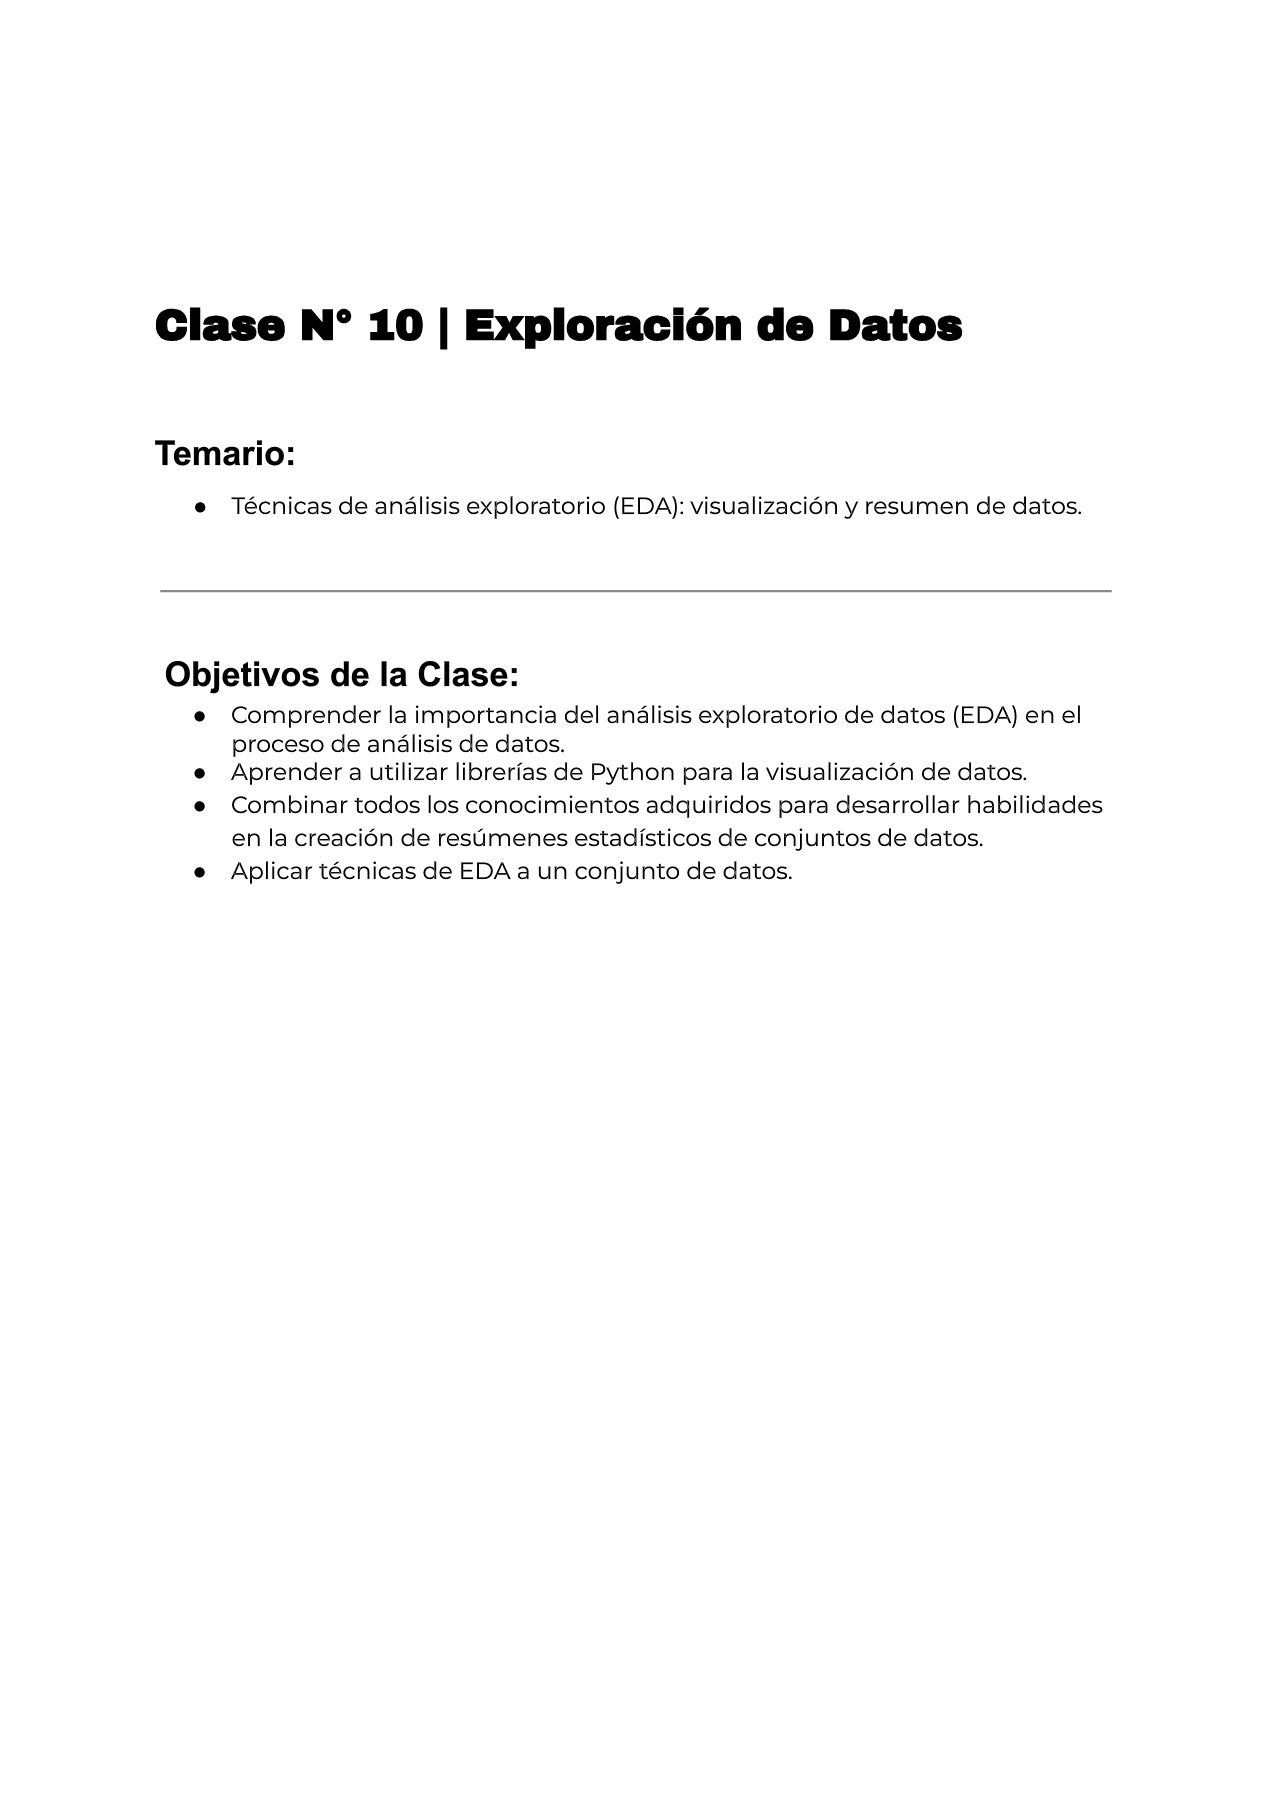 Clase N° 10 | Exploración de Datos
Temario:
● Técnicas de análisis exploratorio (EDA): visualización y resumen de datos.
Objetivos de la Clase:
● Comprender la importancia del análisis exploratorio de datos (EDA) en el
proceso de análisis de datos.
● Aprender a utilizar librerías de Python para la visualización de datos.
● Combinar todos los conocimientos adquiridos para desarrollar habilidades
en la creación de resúmenes estadísticos de conjuntos de datos.
● Aplicar técnicas de EDA a un conjunto de datos.